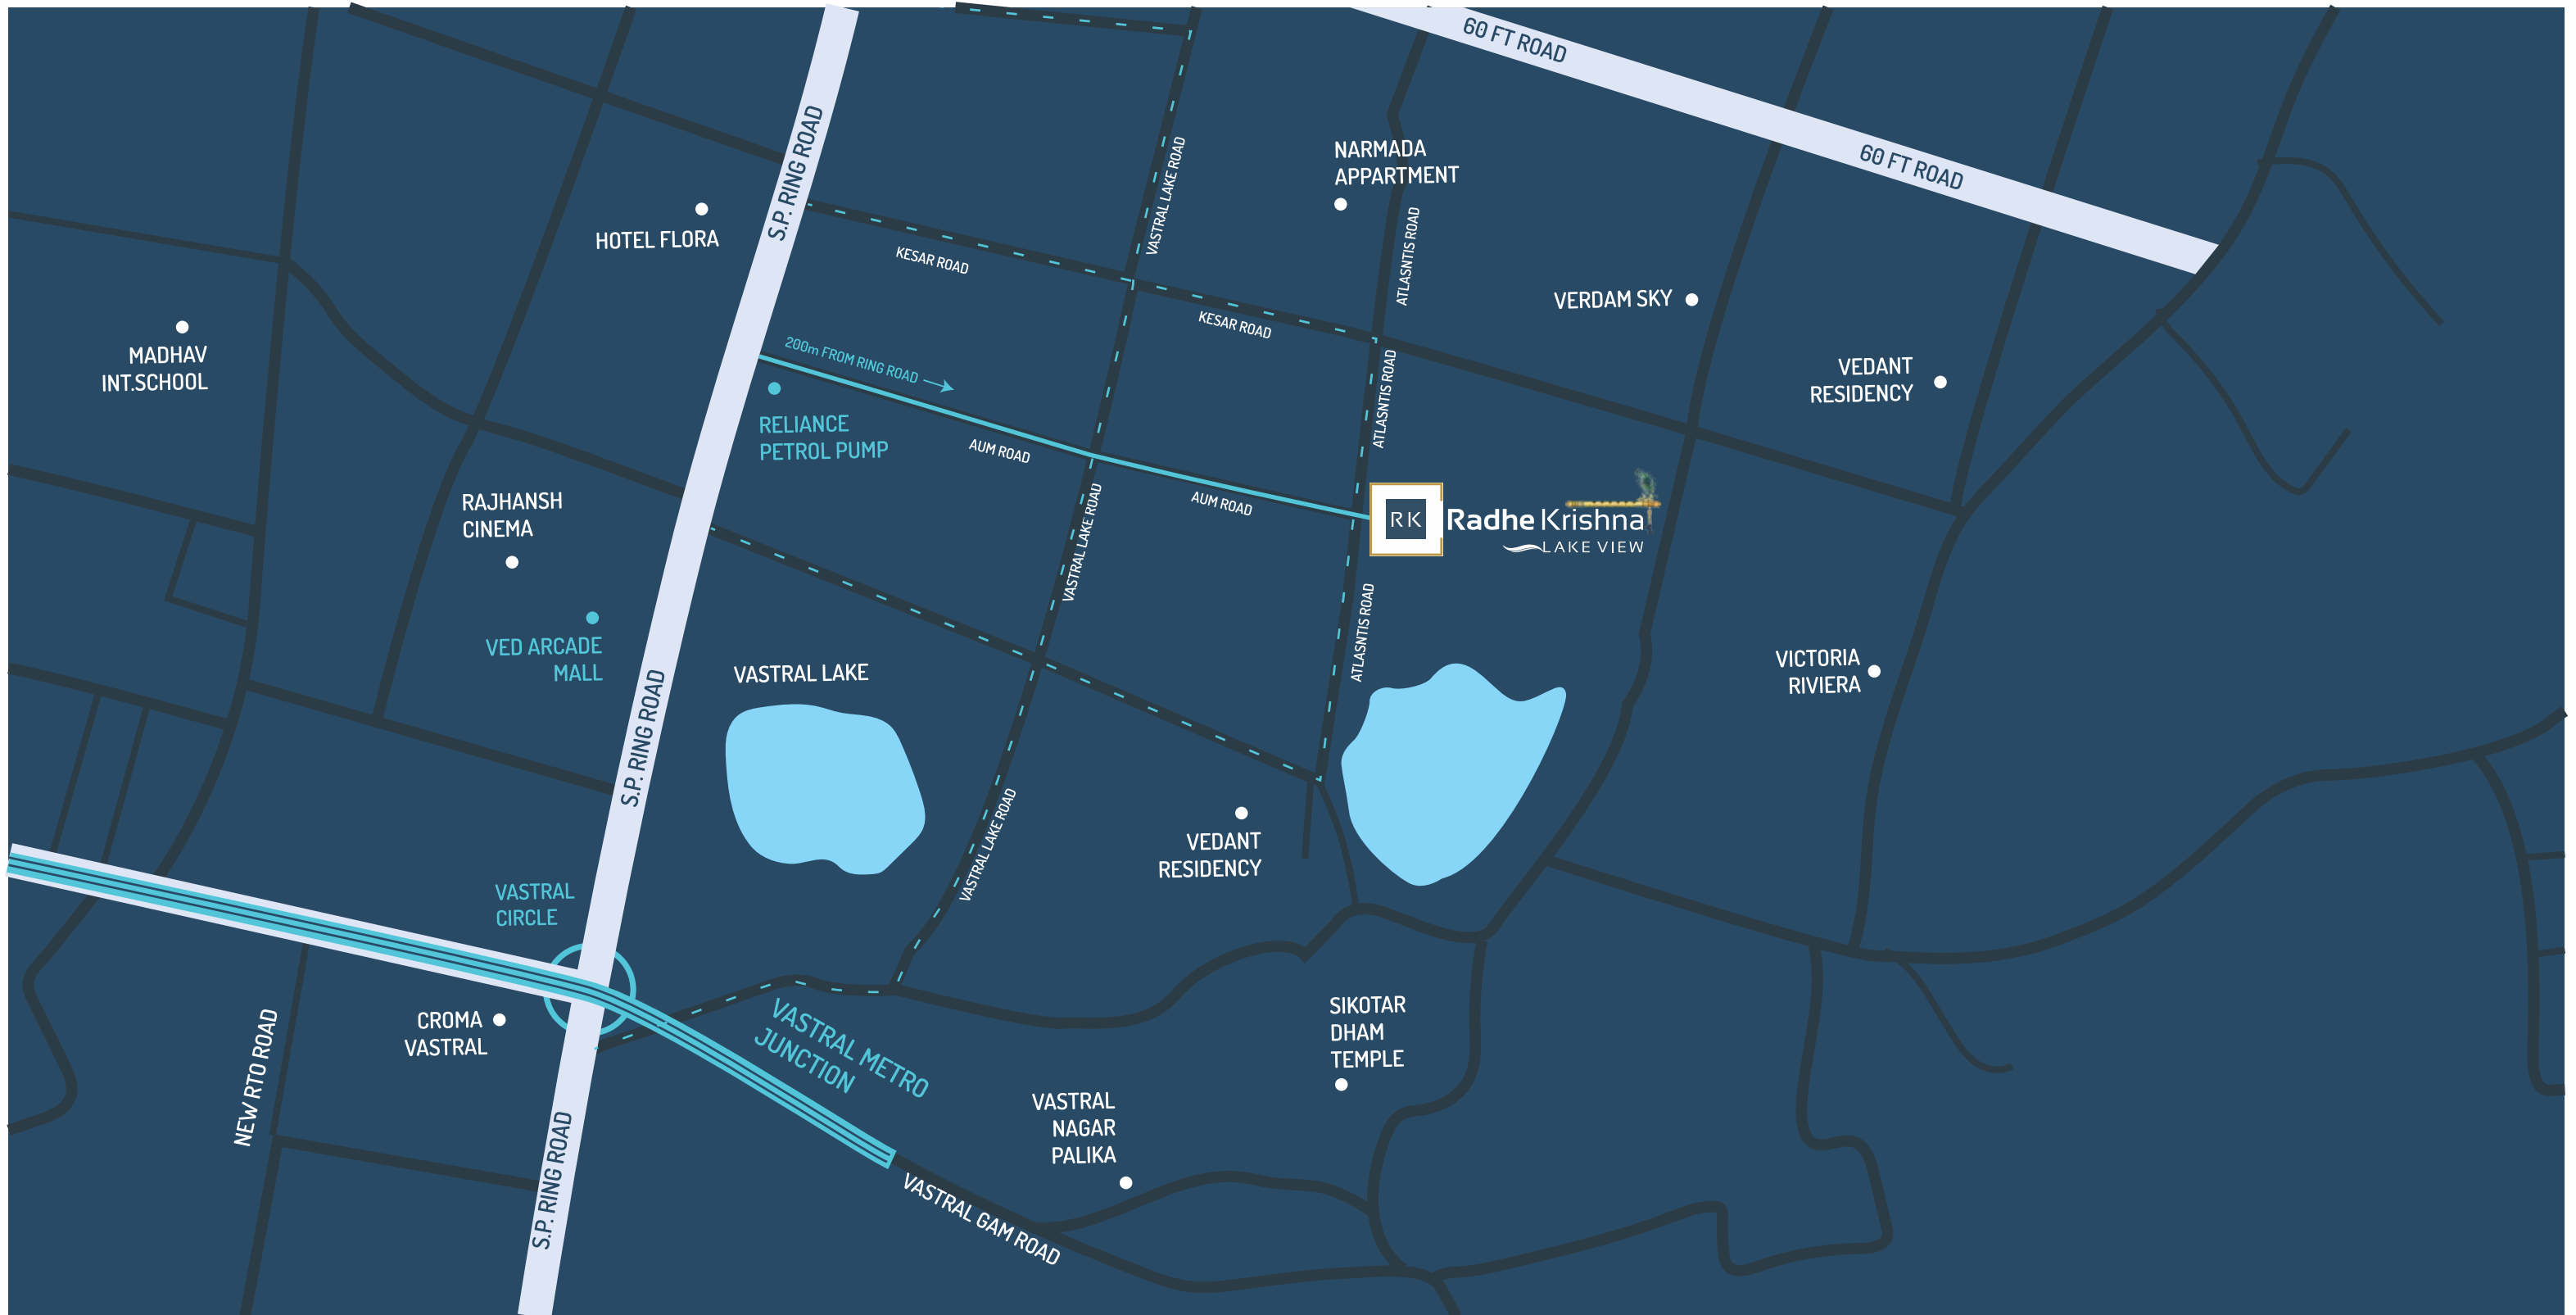 60 FT ROAD
60 FT ROAD
S.P. RING ROAD
VASTRAL LAKE ROAD
NARMADA
APPARTMENT
HOTEL FLORA
KESAR ROAD
ATLASNTIS ROAD
VERDAM SKY
KESAR ROAD
MADHAV
INT.SCHOOL
200m FROM RING ROAD
ATLASNTIS ROAD
VEDANT
RESIDENCY
RELIANCE
PETROL PUMP
AUM ROAD
RAJHANSH
CINEMA
VASTRAL LAKE ROAD
AUM ROAD
RK
Radhe Krishna
LAKE VIEW
VED ARCADE
MALL
VASTRAL LAKE
ATLASNTIS ROAD
VICTORIA
RIVIERA
S.P. RING ROAD
VASTRAL LAKE ROAD
VEDANT
RESIDENCY
VASTRAL
CIRCLE
CROMA
VASTRAL
NEW RTO ROAD
VASTRAL METRO
JUNCTION
SIKOTAR
DHAM
TEMPLE
VASTRAL
NAGAR
PALIKA
S.P. RING ROAD
VASTRAL GAM ROAD